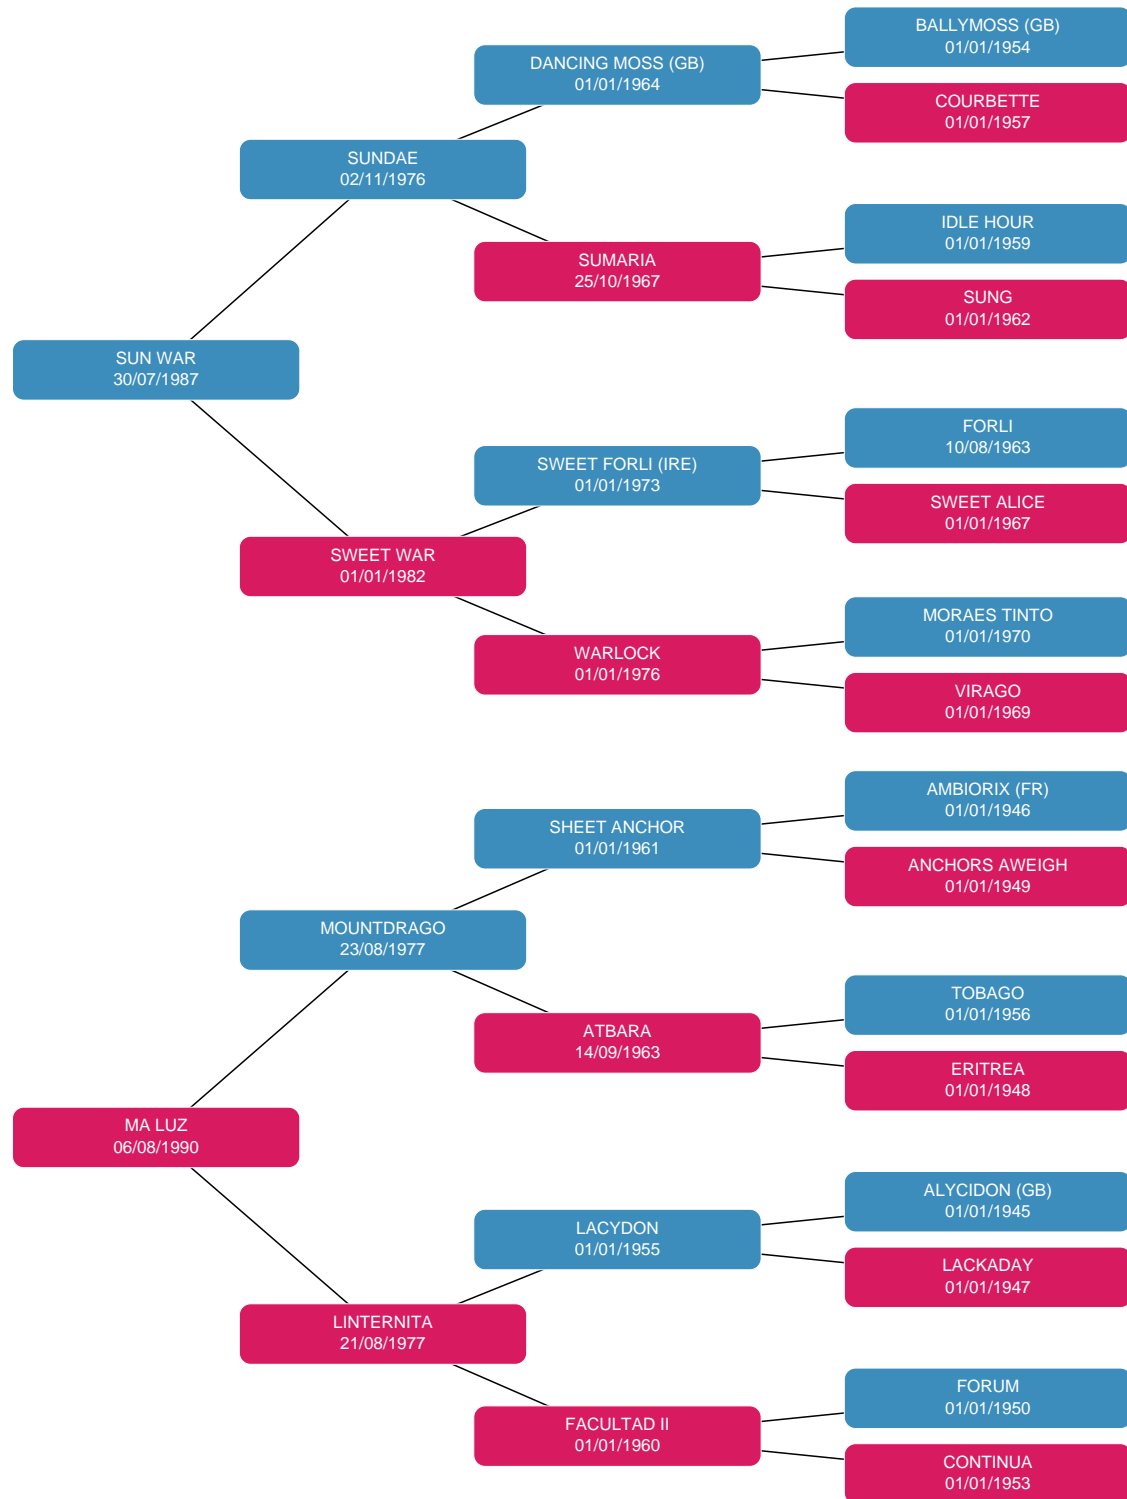 BALLYMOSS (GB)
01/01/1954
DANCING MOSS (GB)
01/01/1964
COURBETTE
01/01/1957
SUNDAE
02/11/1976
IDLE HOUR
01/01/1959
SUMARIA
25/10/1967
SUNG
01/01/1962
SUN WAR
30/07/1987
FORLI
10/08/1963
SWEET FORLI (IRE)
01/01/1973
SWEET ALICE
01/01/1967
SWEET WAR
01/01/1982
MORAES TINTO
01/01/1970
WARLOCK
01/01/1976
VIRAGO
01/01/1969
AMBIORIX (FR)
01/01/1946
SHEET ANCHOR
01/01/1961
ANCHORS AWEIGH
01/01/1949
MOUNTDRAGO
23/08/1977
TOBAGO
01/01/1956
ATBARA
14/09/1963
ERITREA
01/01/1948
MA LUZ
06/08/1990
ALYCIDON (GB)
01/01/1945
LACYDON
01/01/1955
LACKADAY
01/01/1947
LINTERNITA
21/08/1977
FORUM
01/01/1950
FACULTAD II
01/01/1960
CONTINUA
01/01/1953